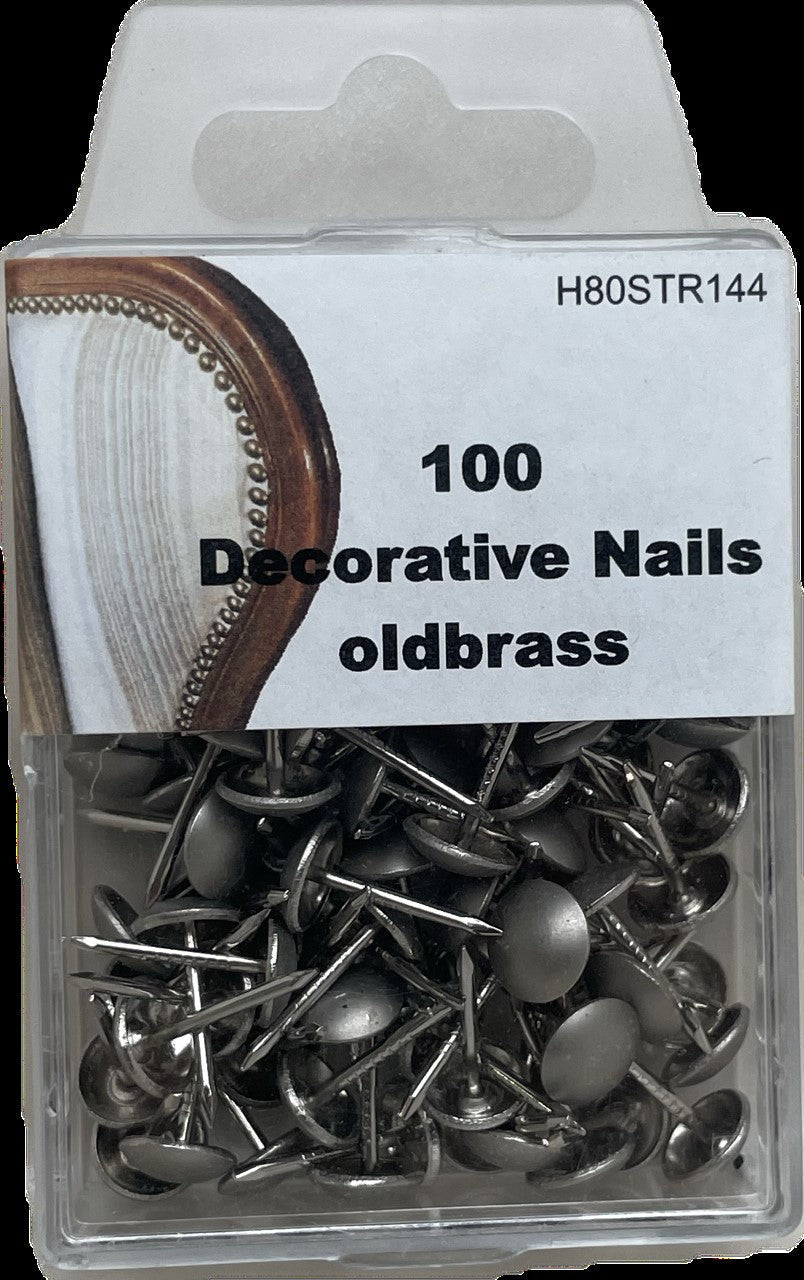 H80STR144
100
Decorative Nails
oldbrass